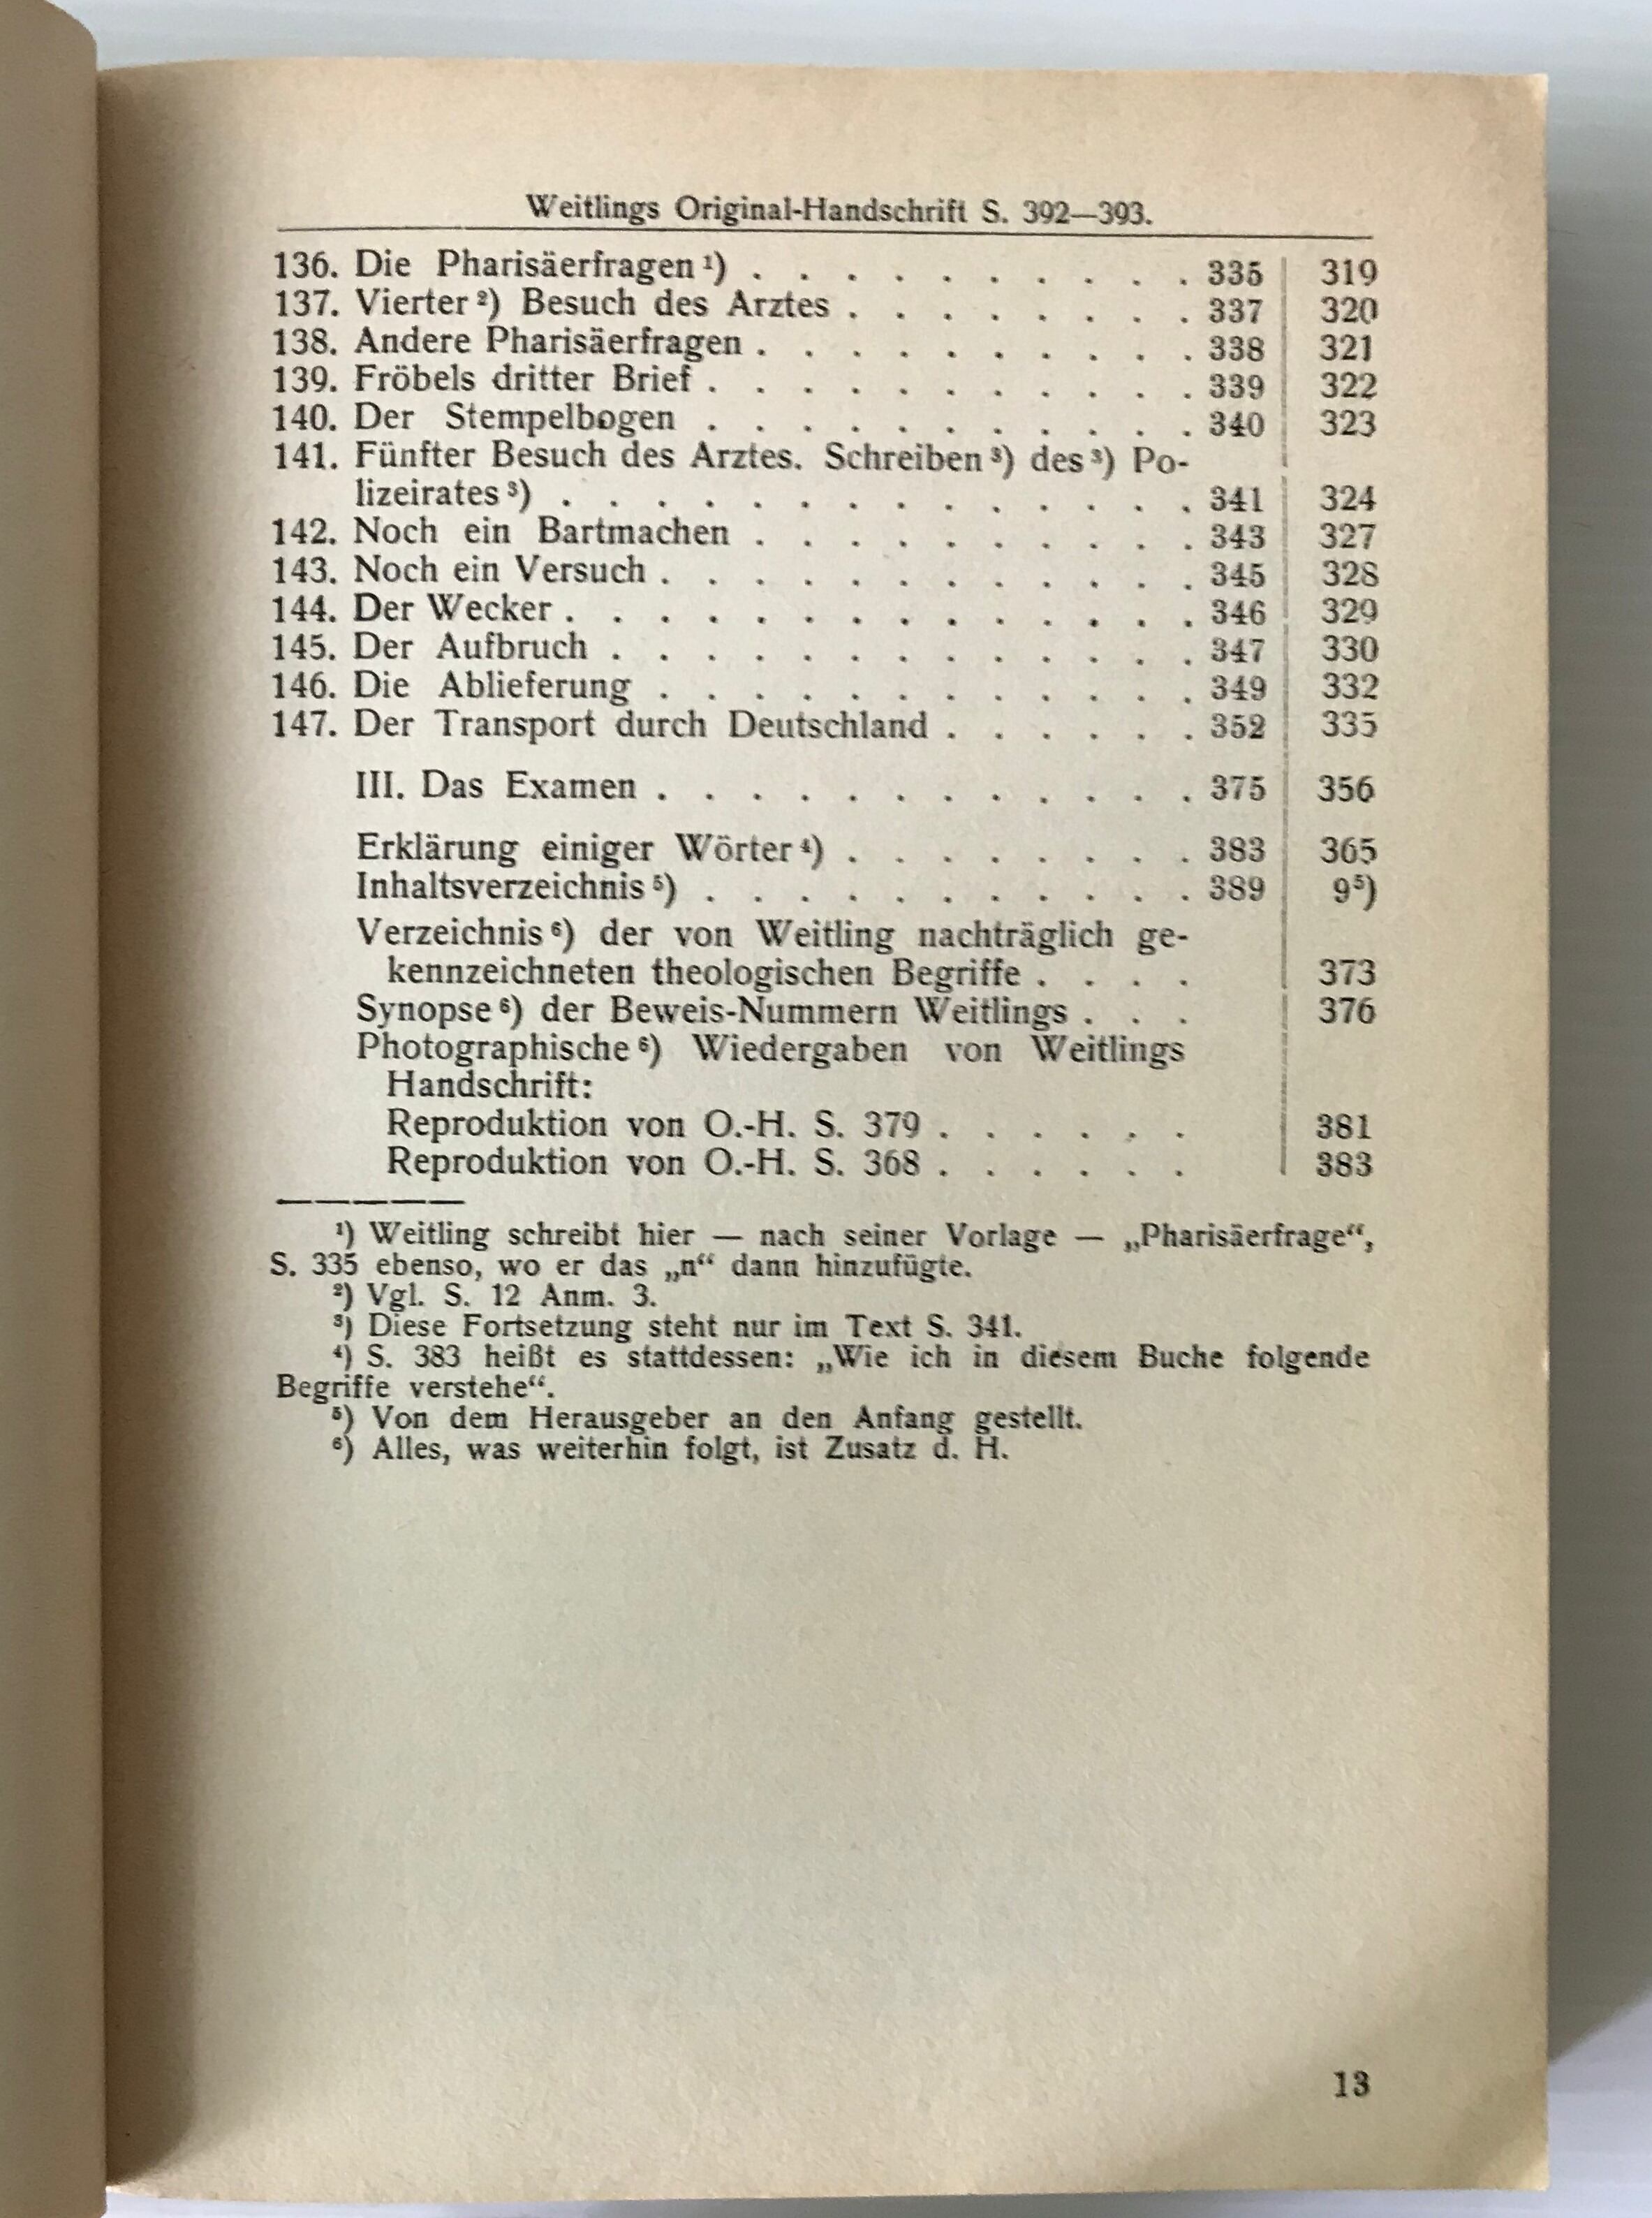 Weitlings Original-Handschrift S. 392—393.
136. Die Pharisäerfragen ¹) . . . . . . . . . . 335 319
137. Vierter ²) Besuch des Arztes . . . . . . . . 337 320
138. Andere Pharisäerfragen . . . . . . . . . . 338 321
139. Fröbels dritter Brief . . . . . . . . . . . 339 322
140. Der Stempelbogen . . . . . . . . . . . 340 323
141. Fünfter Besuch des Arztes. Schreiben ³) des ³) Po-
lizeirates ³) . . . . . . . . . . . . . . 341 324
142. Noch ein Bartmachen . . . . . . . . . . 343 327
143. Noch ein Versuch . . . . . . . . . . . . 345 328
144. Der Wecker . . . . . . . . . . . . . . 346 329
145. Der Aufbruch . . . . . . . . . . . . . 347 330
146. Die Ablieferung . . . . . . . . . . . . 349 332
147. Der Transport durch Deutschland . . . . . . 352 335
III. Das Examen . . . . . . . . . . . . 375 356
Erklärung einiger Wörter ⁴) . . . . . . . . 383 365
Inhaltsverzeichnis ⁵) . . . . . . . . . . . 389 9⁵)
Verzeichnis ⁶) der von Weitling nachträglich ge-
kennzeichneten theologischen Begriffe . . . . 373
Synopse ⁶) der Beweis-Nummern Weitlings . . . 376
Photographische ⁶) Wiedergaben von Weitlings
Handschrift:
Reproduktion von O.-H. S. 379 . . . . . . 381
Reproduktion von O.-H. S. 368 . . . . . . 383
¹) Weitling schreibt hier — nach seiner Vorlage — „Pharisäerfrage“,
S. 335 ebenso, wo er das „n“ dann hinzufügte.
²) Vgl. S. 12 Anm. 3.
³) Diese Fortsetzung steht nur im Text S. 341.
⁴) S. 383 heißt es stattdessen: „Wie ich in diesem Buche folgende
Begriffe verstehe“.
⁵) Von dem Herausgeber an den Anfang gestellt.
⁶) Alles, was weiterhin folgt, ist Zusatz d. H.
13